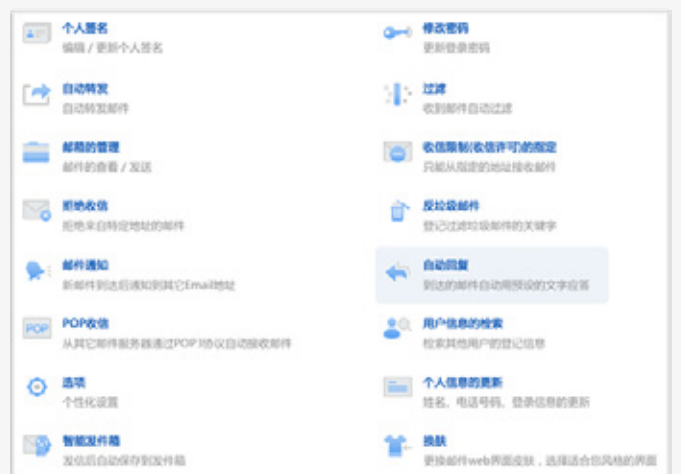 个人签名
编辑 / 更新个人签名
修改密码
更新登录密码
自动转发
自动转发邮件
过滤
收到邮件自动过滤
邮箱的管理
邮件的查看 / 发送
收信限制(收信许可)的指定
只能从指定的地址接收邮件
拒绝收信
拒绝来自特定地址的邮件
反垃圾邮件
登记过滤垃圾邮件的关键字
邮件通知
新邮件到达后通知到其它Email地址
自动回复
到达的邮件自动用预设的文字应答
POP
POP收信
从其它邮件服务器通过POP3协议自动接收邮件
用户信息的检索
检索其他用户的登记信息
选项
个性化设置
个人信息的更新
姓名、电话号码、登录信息的更新
智能发件箱
发信后自动保存到发件箱
换肤
更换邮件web界面皮肤，选择适合您风格的界面